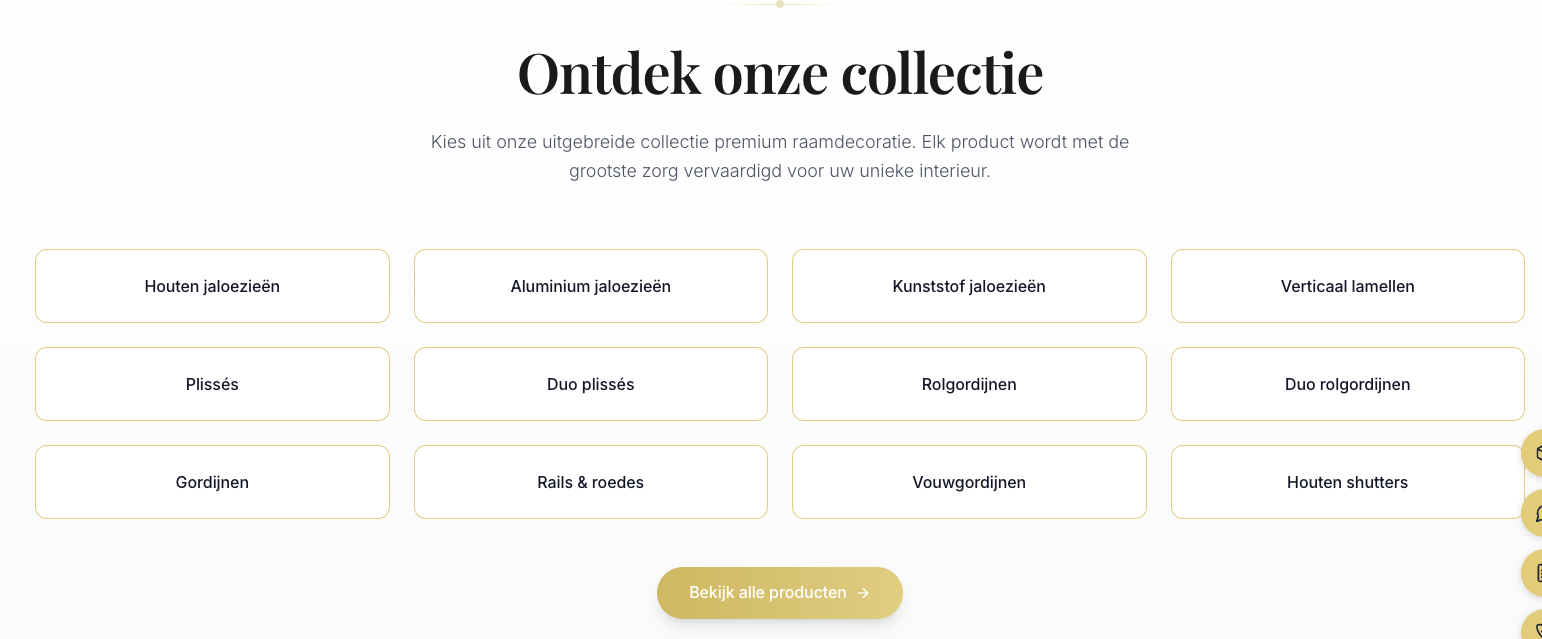 Ontdek onze collectie
Kies uit onze uitgebreide collectie premium raamdecoratie. Elk product wordt met de
grootste zorg vervaardigd voor uw unieke interieur.
Houten jaloezieën
Aluminium jaloezieën
Kunststof jaloezieën
Verticaal lamellen
Plissés
Duo plissés
Rolgordijnen
Duo rolgordijnen
Gordijnen
Rails & roedes
Vouwgordijnen
Houten shutters
Bekijk alle producten →